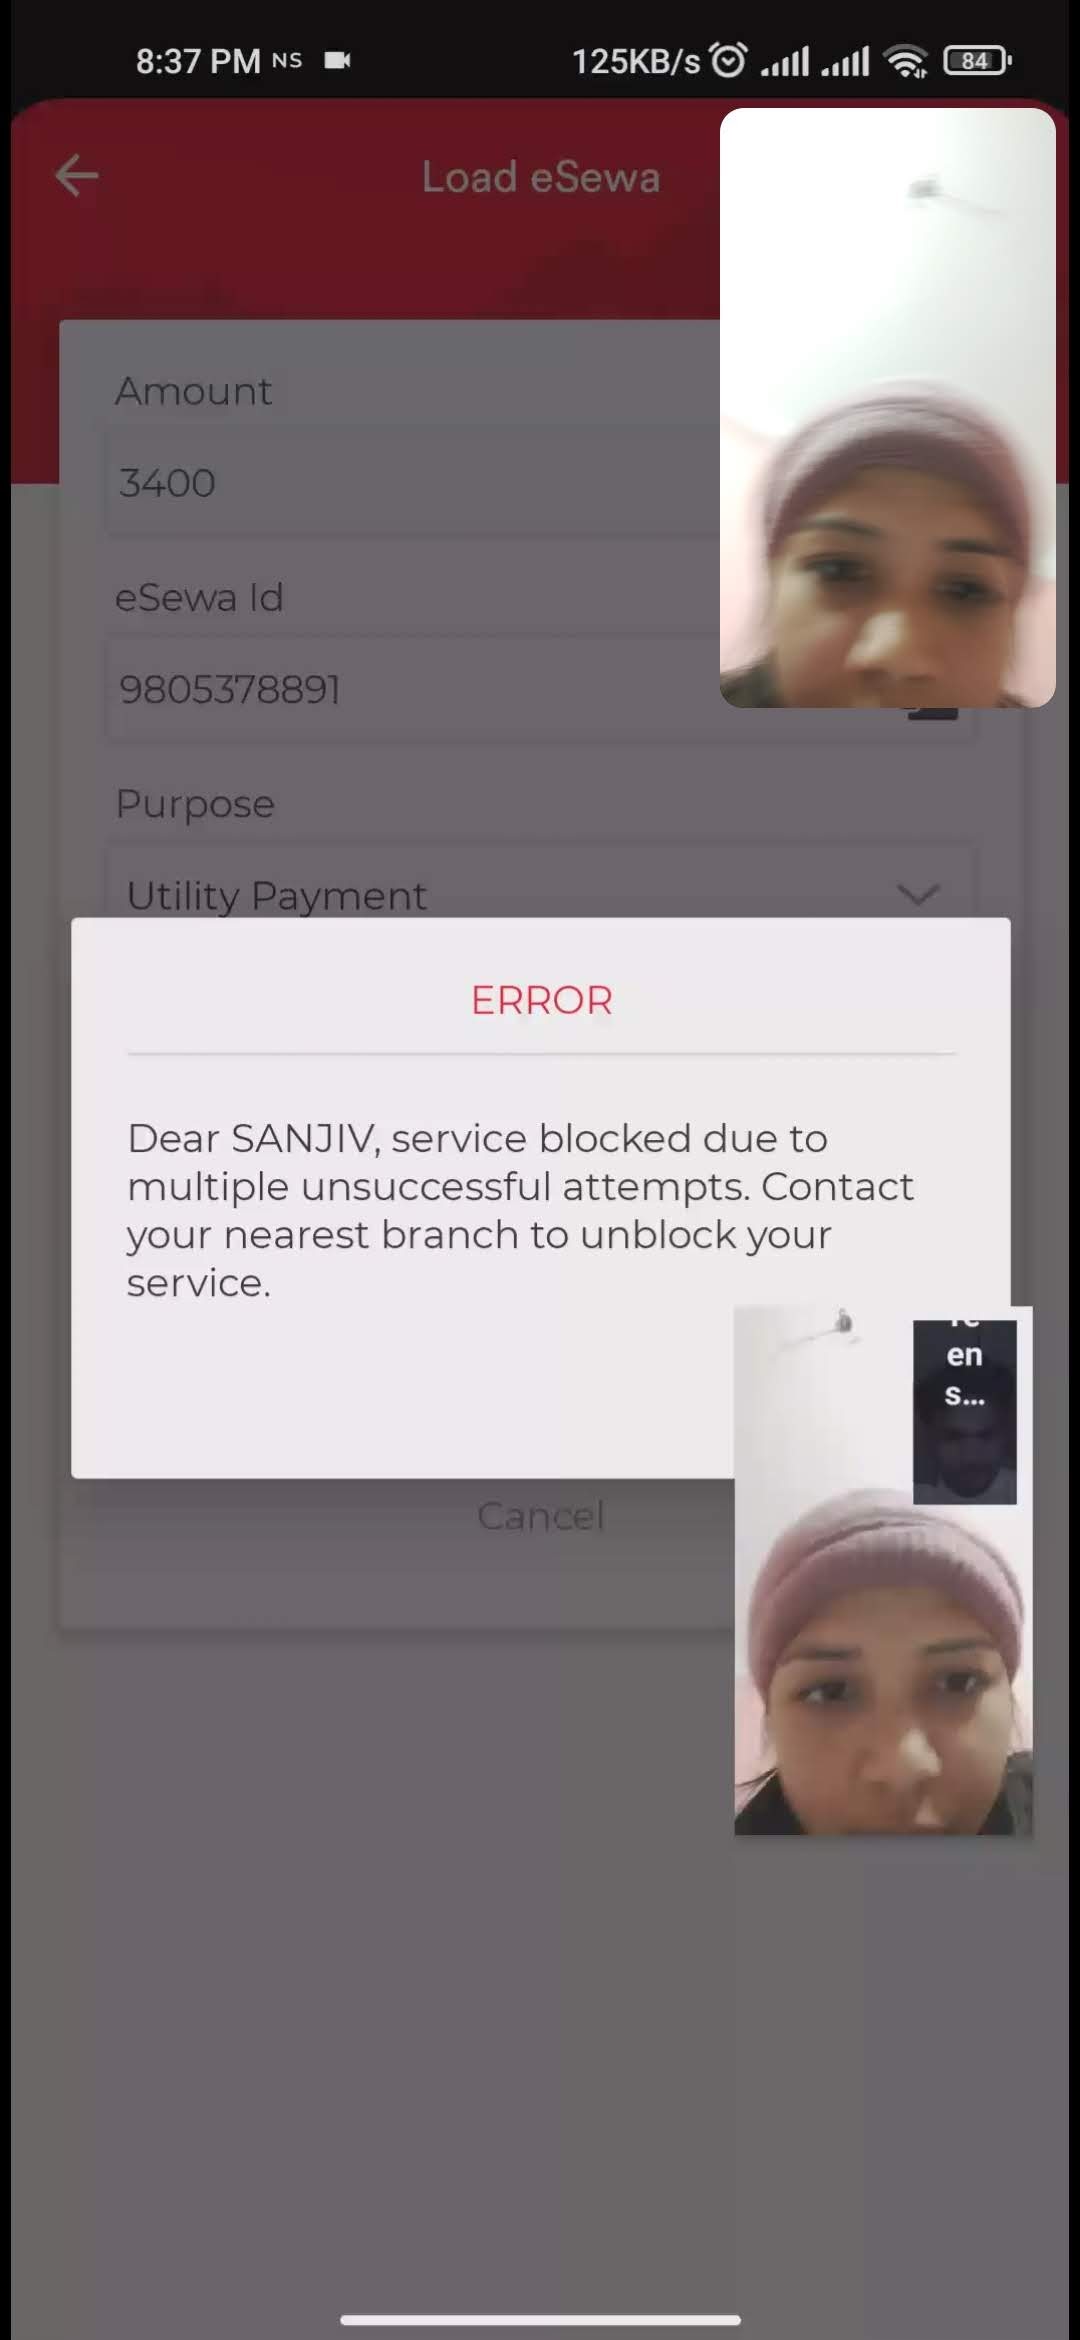 8:37 PM NS
125KB/s
84
Load eSewa
Amount
3400
eSewa Id
9805378891
Purpose
Utility Payment
ERROR
Dear SANJIV, service blocked due to
multiple unsuccessful attempts. Contact
your nearest branch to unblock your
service.
en
s...
Cancel